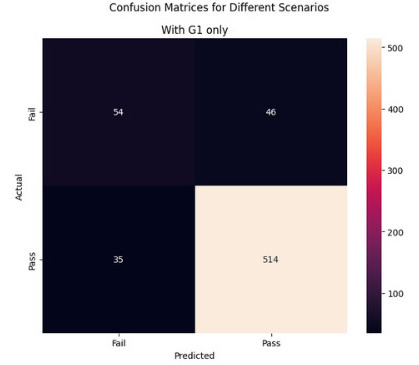 Confusion Matrices for Different Scenarios
With G1 only
Fail
54
46
Actual
Pass
35
514
Fail
Pass
Predicted
500
400
300
200
100